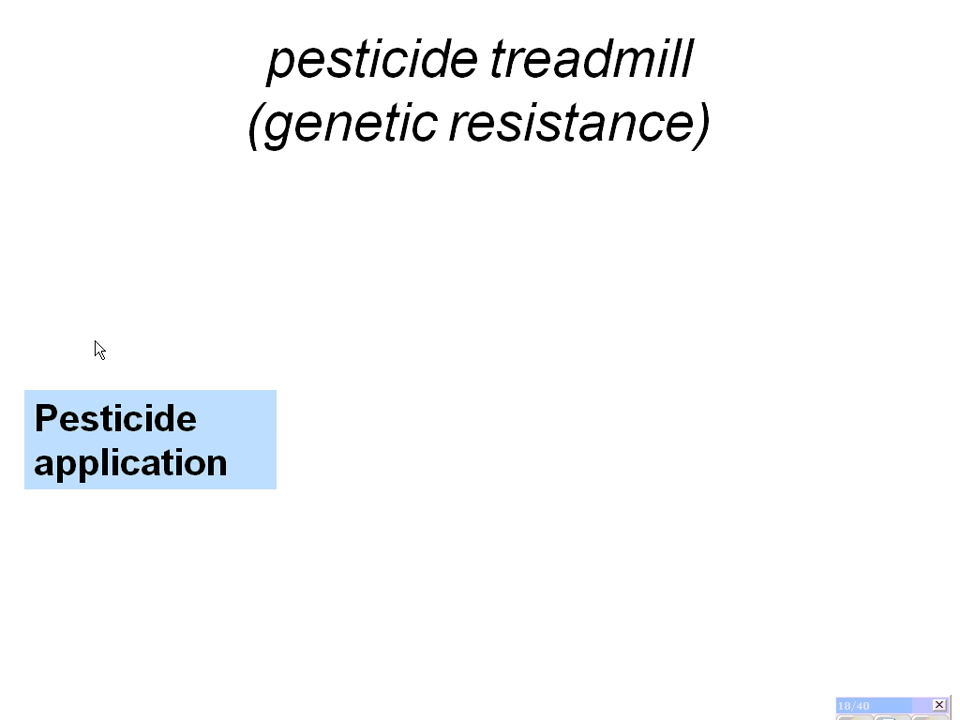 pesticide treadmill
(genetic resistance)
Pesticide
application
18/40